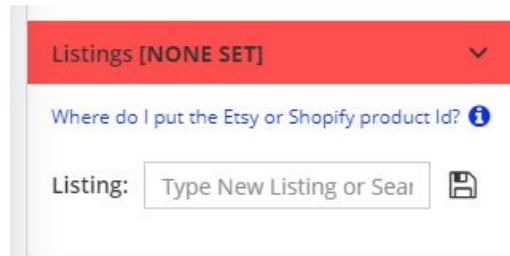 Listings [NONE SET]
Where do I put the Etsy or Shopify product Id?
Listing: Type New Listing or Sear